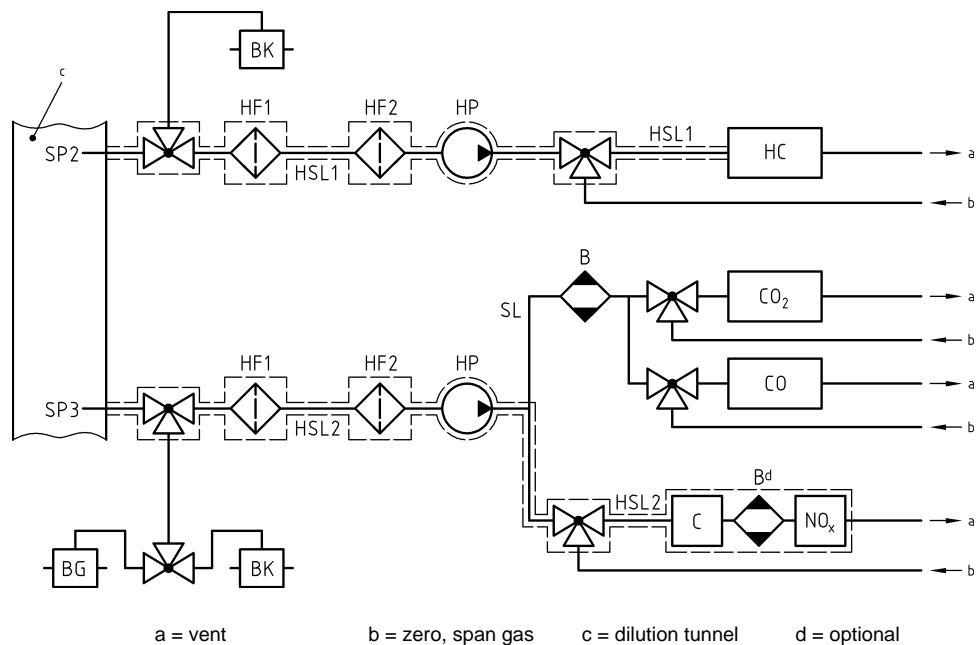 BK
c
HF1
HF2
HP
SP2
HSL1
HSL1
HC
a
b
B
SL
CO₂
a
b
HF1
HF2
HP
CO
a
SP3
HSL2
b
Bᵈ
HSL2
C
NOₓ
a
BG
BK
b
a = vent b = zero, span gas c = dilution tunnel d = optional